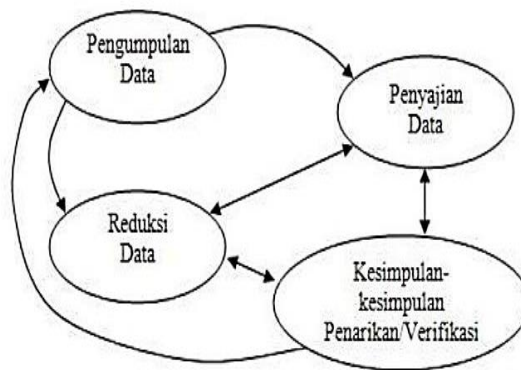 Pengumpulan
Data
Penyajian
Data
Reduksi
Data
Kesimpulan-
kesimpulan
Penarikan/Verifikasi